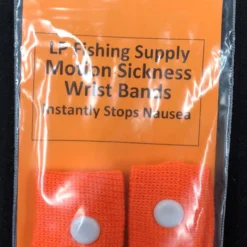 LP Fishing Supply
Motion Sickness
Wrist Bands
Instantly Stops Nausea